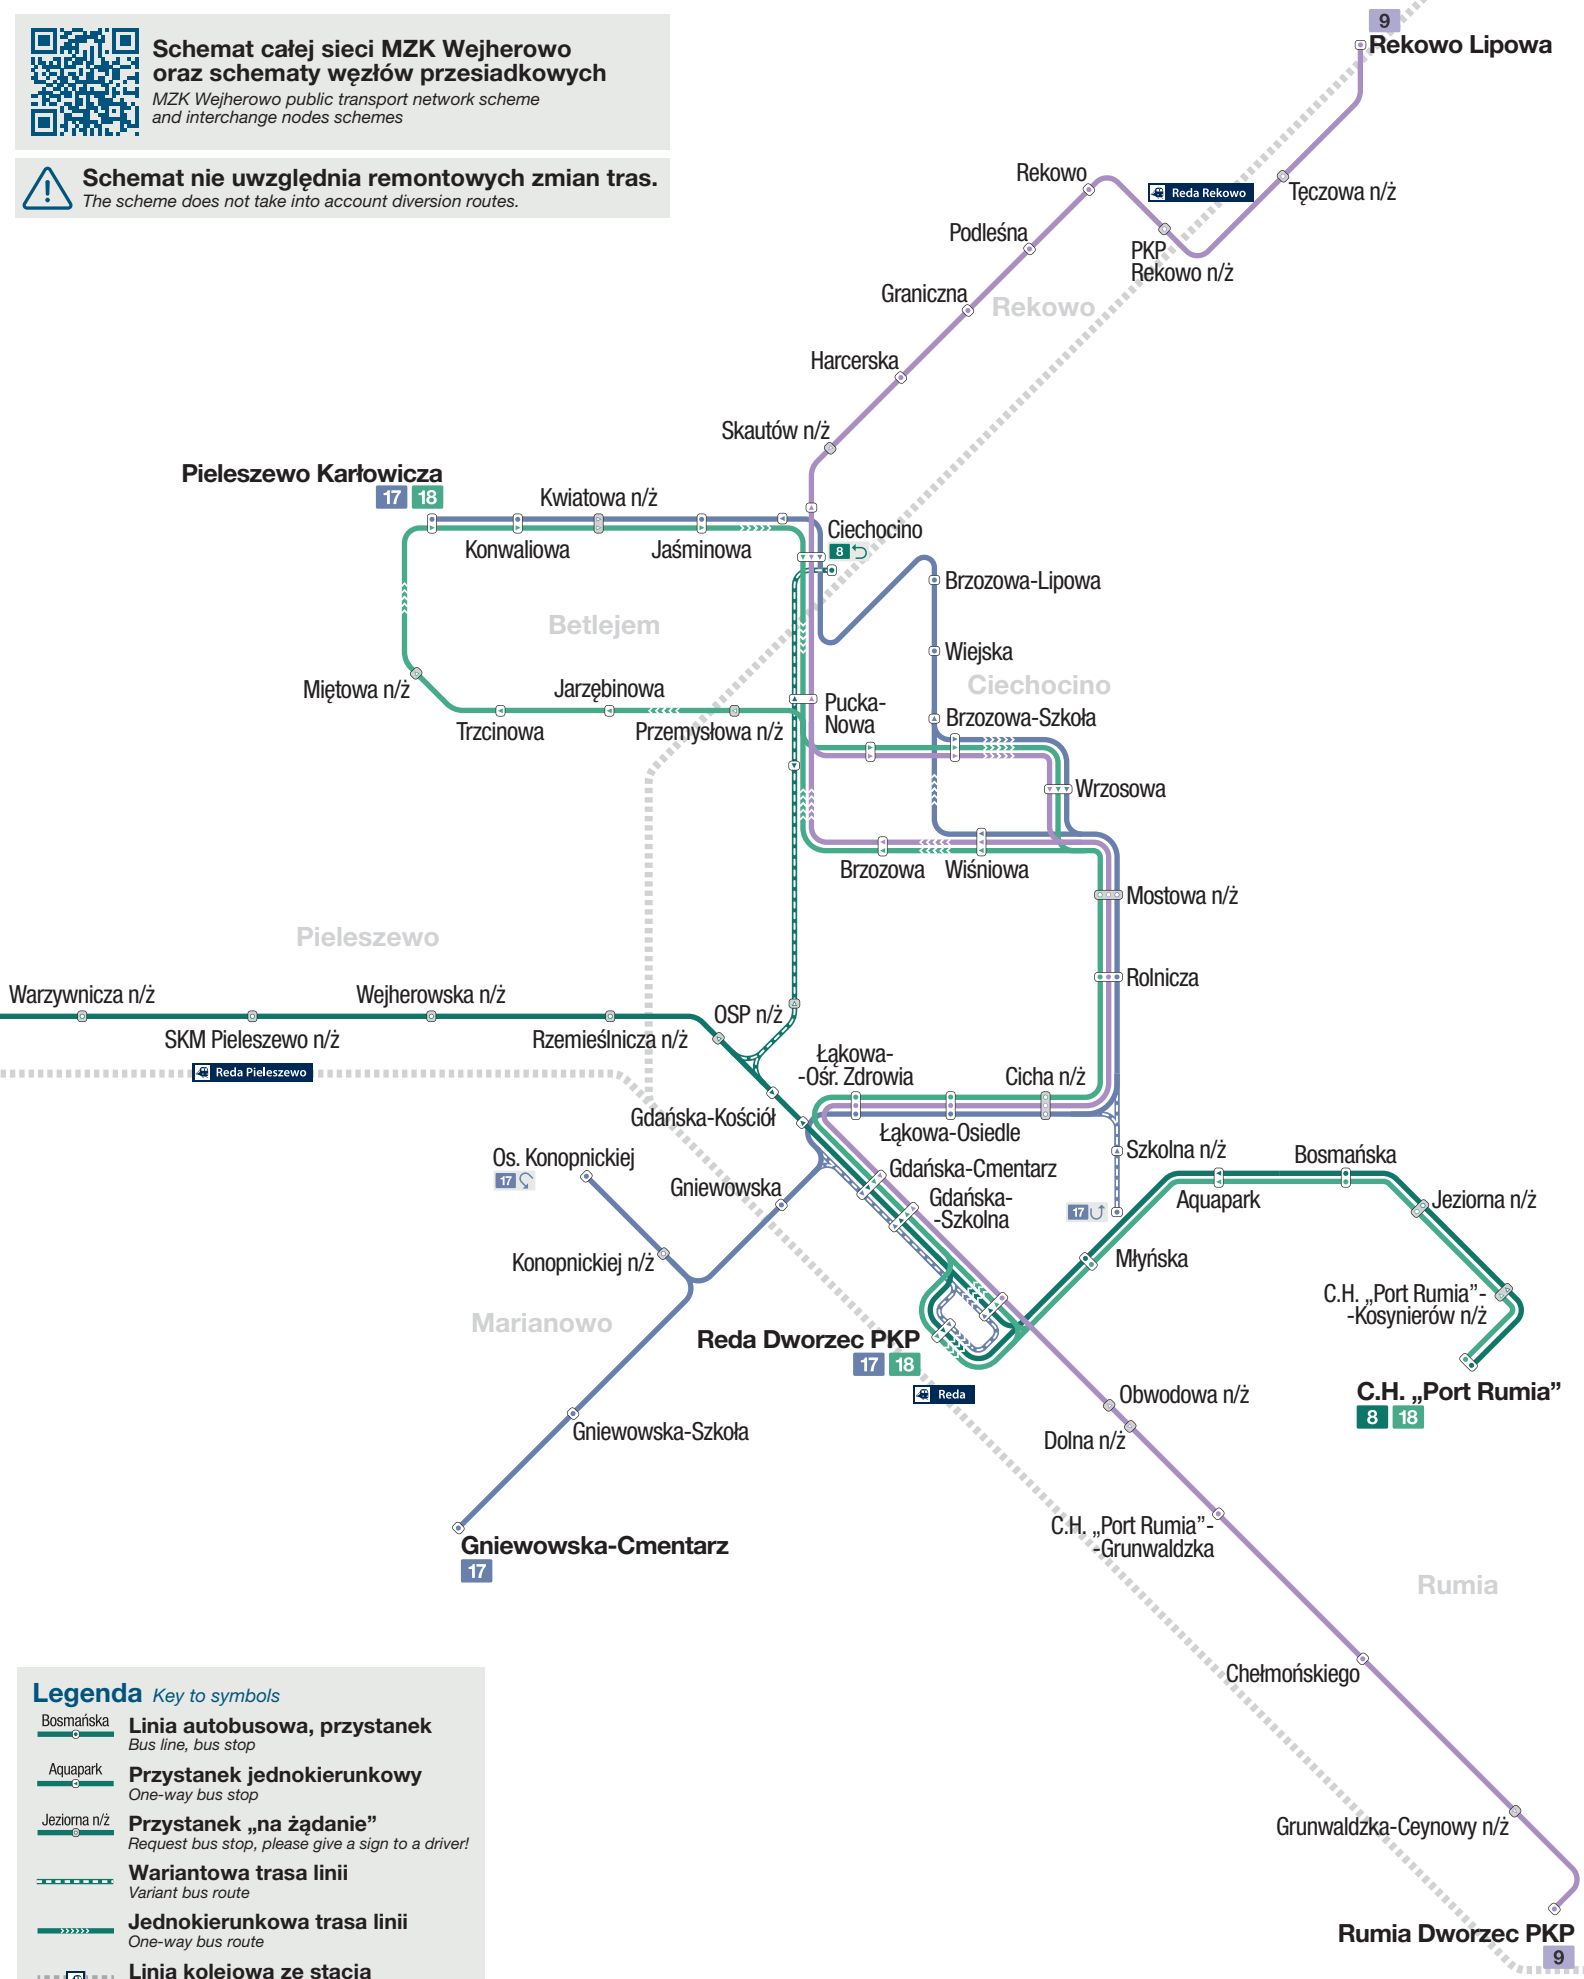 Schemat całej sieci MZK Wejherowo
oraz schematy węzłów przesiadkowych
MZK Wejherowo public transport network scheme
and interchange nodes schemes
Schemat nie uwzględnia remontowych zmian tras.
The scheme does not take into account diversion routes.
9
Rekowo Lipowa
Rekowo
Reda Rekowo
Tęczowa n/ż
Podleśna
PKP
Rekowo n/ż
Graniczna
Rekowo
Harcerska
Skautów n/ż
Pieleszewo Karłowicza
17 18
Kwiatowa n/ż
Konwaliowa
Jaśminowa
Ciechocino
8
Brzozowa-Lipowa
Betlejem
Wiejska
Ciechocino
Miętowa n/ż
Jarzębinowa
Trzcinowa
Przemysłowa n/ż
Pucka-
Nowa
Brzozowa-Szkoła
Wrzosowa
Brzozowa
Wiśniowa
Mostowa n/ż
Pieleszewo
Rolnicza
Warzywnicza n/ż
Wejherowska n/ż
OSP n/ż
SKM Pieleszewo n/ż
Rzemieślnicza n/ż
Reda Pieleszewo
Łąkowa-
-Ośr. Zdrowia
Cicha n/ż
Gdańska-Kościół
Łąkowa-Osiedle
Szkolna n/ż
Bosmańska
Os. Konopnickiej
17
Gniewowska
Gdańska-Cmentarz
Gdańska-
-Szkolna
17
Aquapark
Jeziorna n/ż
Konopnickiej n/ż
Młyńska
Marianowo
C.H. „Port Rumia”-
-Kosynierów n/ż
Reda Dworzec PKP
17 18
Reda
Obwodowa n/ż
C.H. „Port Rumia”
8 18
Dolna n/ż
Gniewowska-Szkoła
C.H. „Port Rumia”-
-Grunwaldzka
Gniewowska-Cmentarz
17
Rumia
Chełmońskiego
Grunwaldzka-Ceynowy n/ż
Rumia Dworzec PKP
9
Legenda Key to symbols
Bosmańska
Linia autobusowa, przystanek
Bus line, bus stop
Aquapark
Przystanek jednokierunkowy
One-way bus stop
Jeziorna n/ż
Przystanek „na żądanie”
Request bus stop, please give a sign to a driver!
Wariantowa trasa linii
Variant bus route
Jednokierunkowa trasa linii
One-way bus route
Linia kolejowa ze stacją